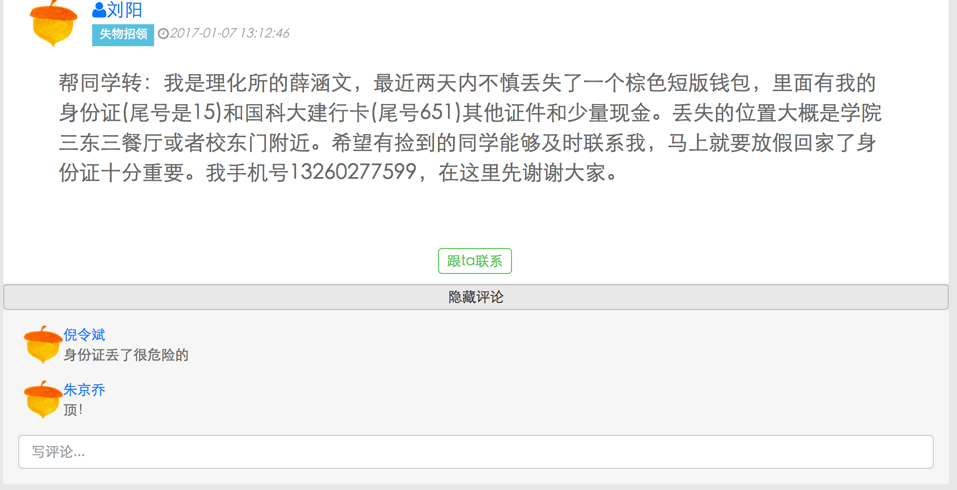 刘阳
失物招领 2017-01-07 13:12:46
帮同学转：我是理化所的薛涵文，最近两天内不慎丢失了一个棕色短版钱包，里面有我的
身份证(尾号是15)和国科大建行卡(尾号651)其他证件和少量现金。丢失的位置大概是学院
三东三餐厅或者校东门附近。希望有捡到的同学能够及时联系我，马上就要放假回家了身
份证十分重要。我手机号13260277599，在这里先谢谢大家。
跟ta联系
隐藏评论
倪令斌
身份证丢了很危险的
朱京乔
顶！
写评论...